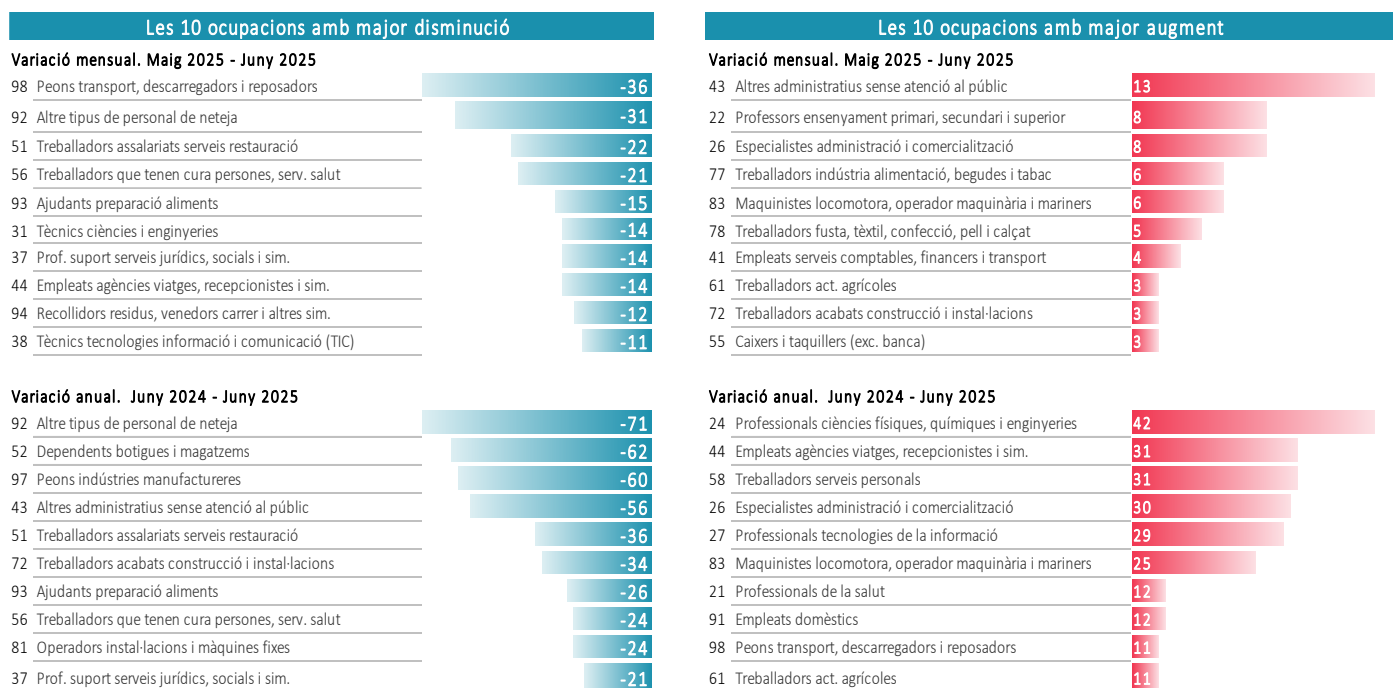 Les 10 ocupacions amb major disminució
Variació mensual. Maig 2025 - Juny 2025
98 Peons transport, descarregadors i reposadors -36
92 Altre tipus de personal de neteja -31
51 Treballadors assalariats serveis restauració -22
56 Treballadors que tenen cura persones, serv. salut -21
93 Ajudants preparació aliments -15
31 Tècnics ciències i enginyeries -14
37 Prof. suport serveis jurídics, socials i sim. -14
44 Empleats agències viatges, recepcionistes i sim. -14
94 Recollidors residus, venedors carrer i altres sim. -12
38 Tècnics tecnologies informació i comunicació (TIC) -11
Variació anual. Juny 2024 - Juny 2025
92 Altre tipus de personal de neteja -71
52 Dependents botigues i magatzems -62
97 Peons indústries manufactureres -60
43 Altres administratius sense atenció al públic -56
51 Treballadors assalariats serveis restauració -36
72 Treballadors acabats construcció i instal·lacions -34
93 Ajudants preparació aliments -26
56 Treballadors que tenen cura persones, serv. salut -24
81 Operadors instal·lacions i màquines fixes -24
37 Prof. suport serveis jurídics, socials i sim. -21
Les 10 ocupacions amb major augment
Variació mensual. Maig 2025 - Juny 2025
43 Altres administratius sense atenció al públic 13
22 Professors ensenyament primari, secundari i superior 8
26 Especialistes administració i comercialització 8
77 Treballadors indústria alimentació, begudes i tabac 6
83 Maquinistes locomotora, operador maquinària i mariners 6
78 Treballadors fusta, tèxtil, confecció, pell i calçat 5
41 Empleats serveis comptables, financers i transport 4
61 Treballadors act. agrícoles 3
72 Treballadors acabats construcció i instal·lacions 3
55 Caixers i taquillers (exc. banca) 3
Variació anual. Juny 2024 - Juny 2025
24 Professionals ciències físiques, químiques i enginyeries 42
44 Empleats agències viatges, recepcionistes i sim. 31
58 Treballadors serveis personals 31
26 Especialistes administració i comercialització 30
27 Professionals tecnologies de la informació 29
83 Maquinistes locomotora, operador maquinària i mariners 25
21 Professionals de la salut 12
91 Empleats domèstics 12
98 Peons transport, descarregadors i reposadors 11
61 Treballadors act. agrícoles 11